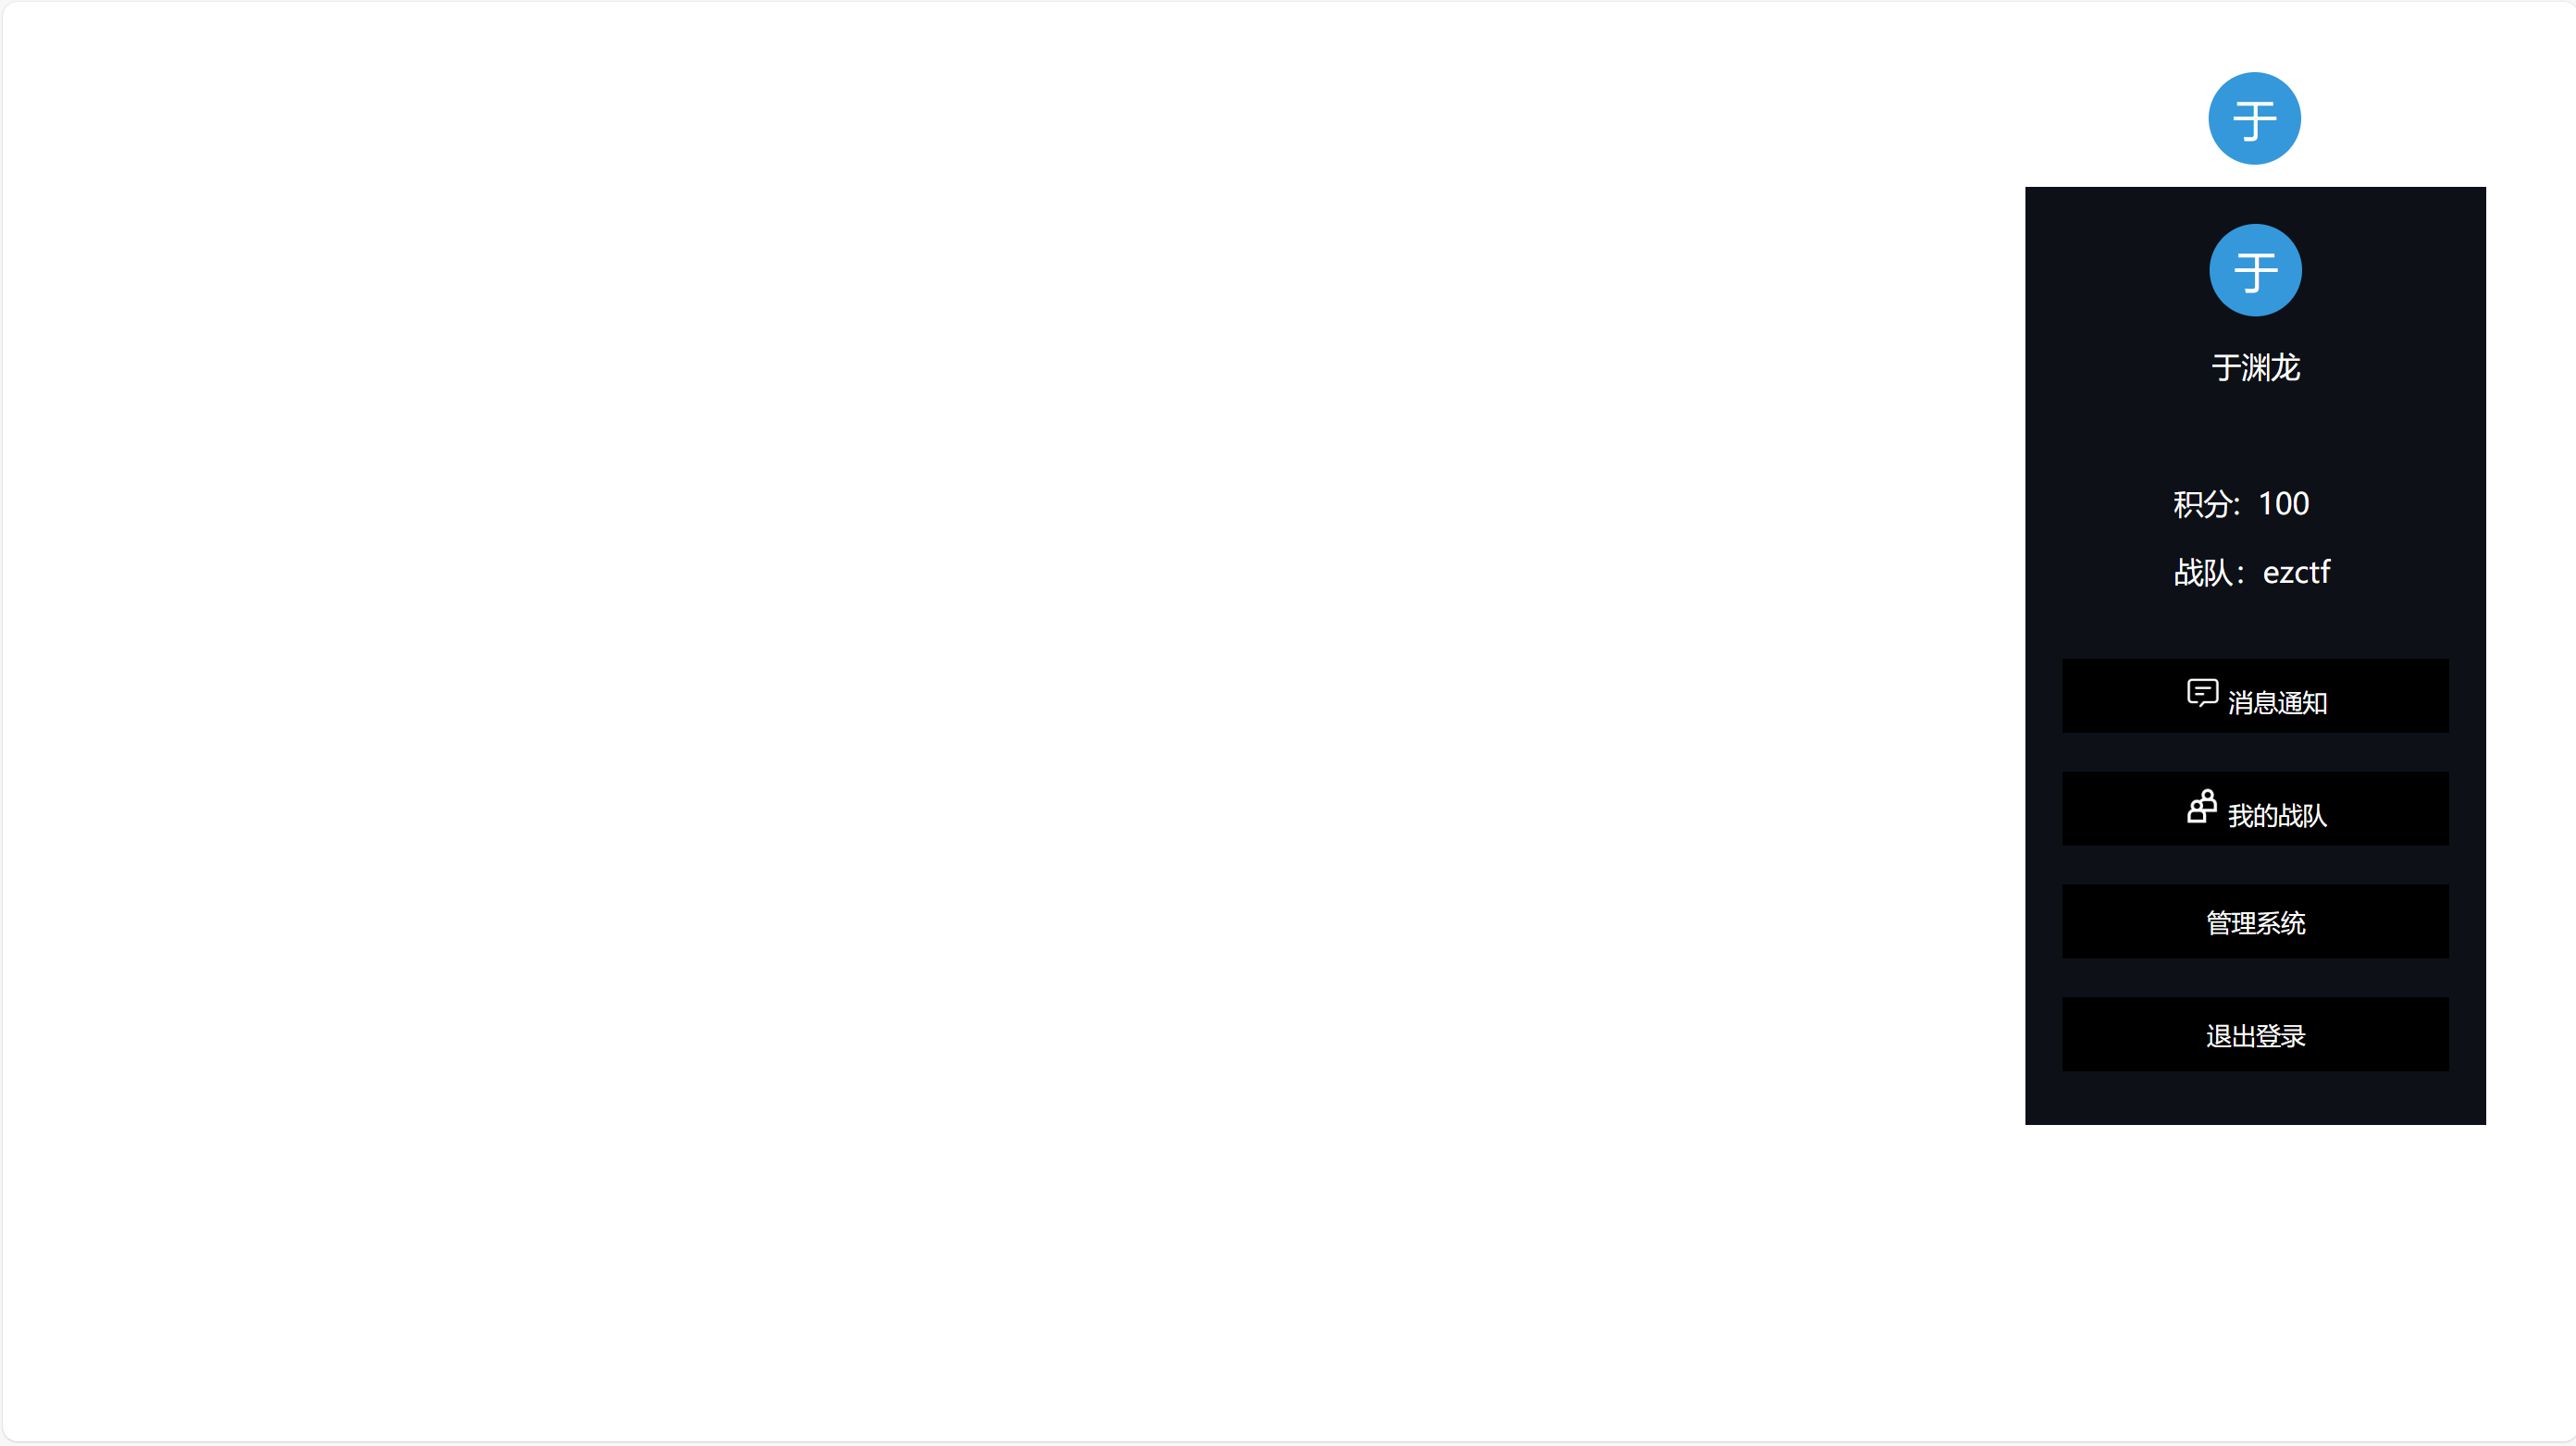 于
于
于渊龙
积分: 100
战队： ezctf
消息通知
我的战队
管理系统
退出登录